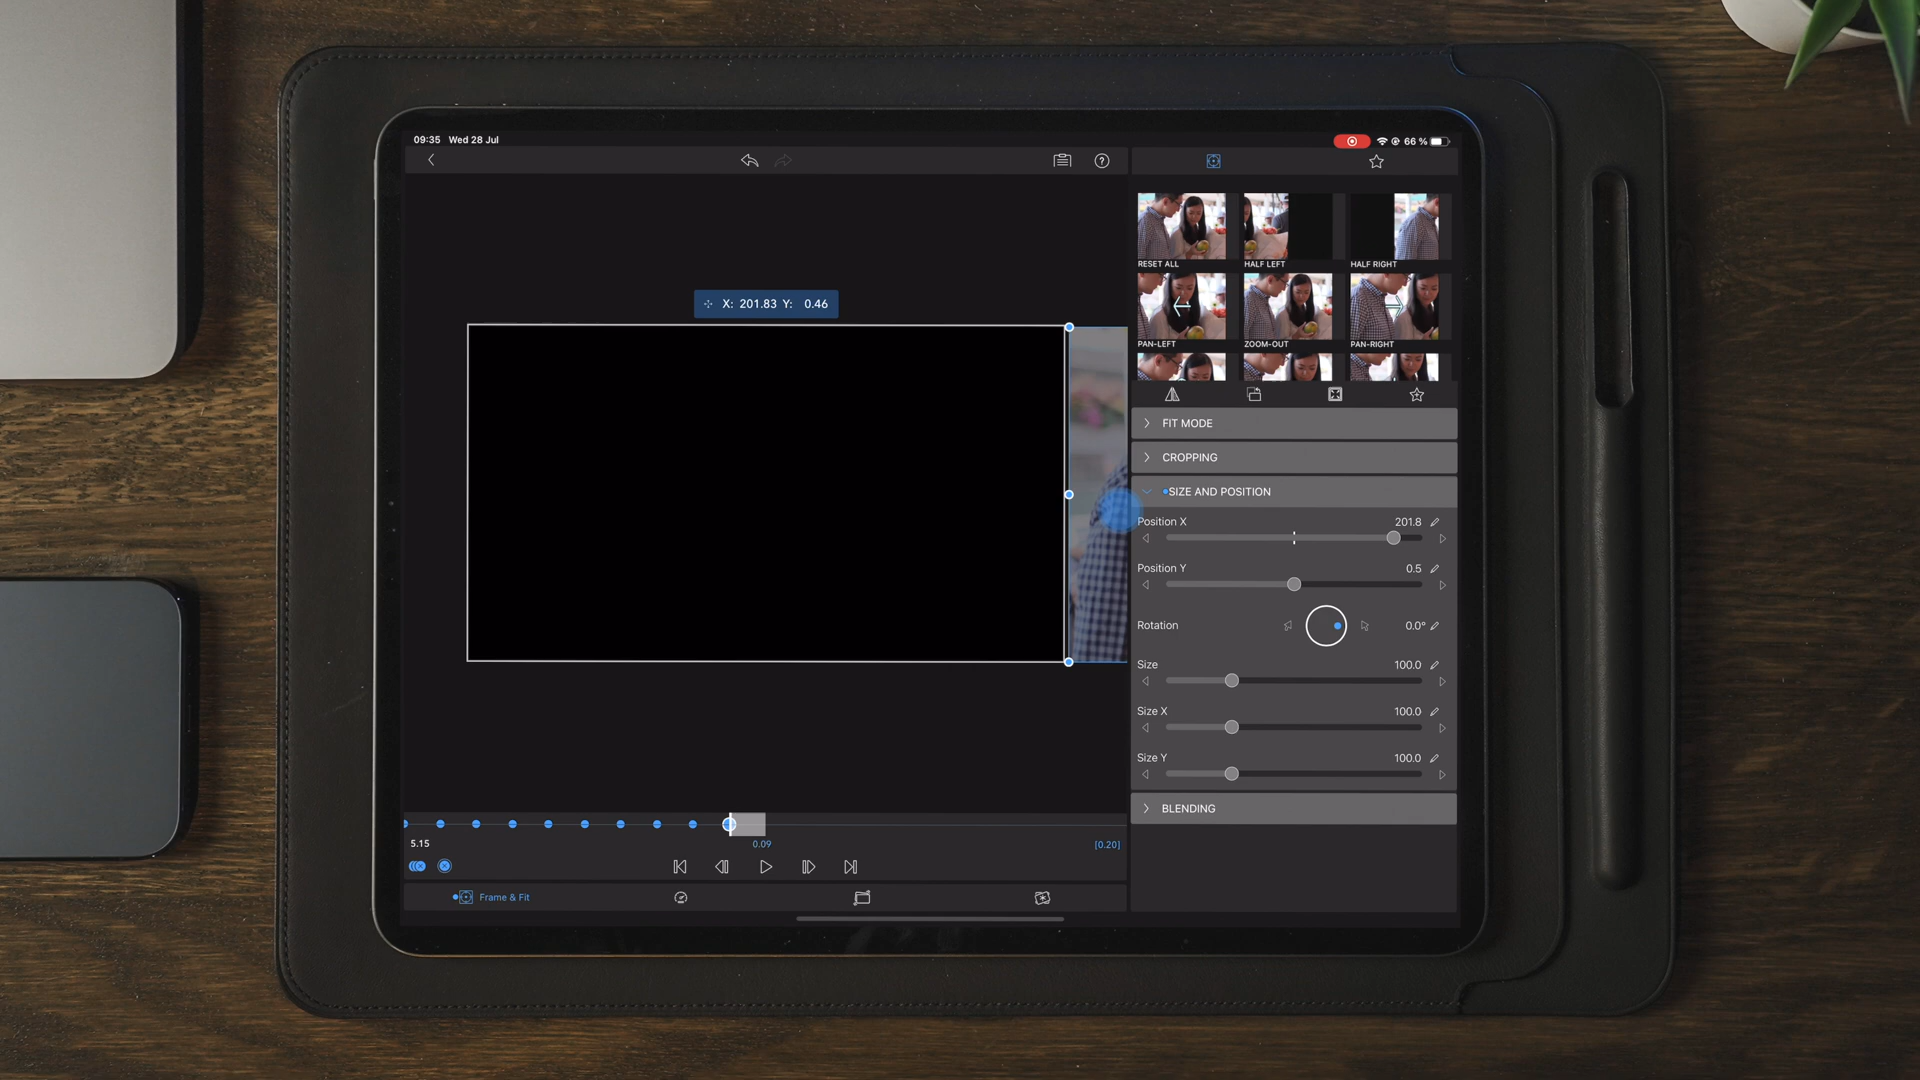 09:35 Wed 28 Jul
66 %
X: 201.83 Y: 0.46
RESET ALL
HALF LEFT
HALF RIGHT
PAN-LEFT
ZOOM-OUT
PAN-RIGHT
FIT MODE
CROPPING
SIZE AND POSITION
Position X 201.8
Position Y 0.5
Rotation 0.0°
Size 100.0
Size X 100.0
Size Y 100.0
BLENDING
5.15
0.09
[0.20]
Frame & Fit